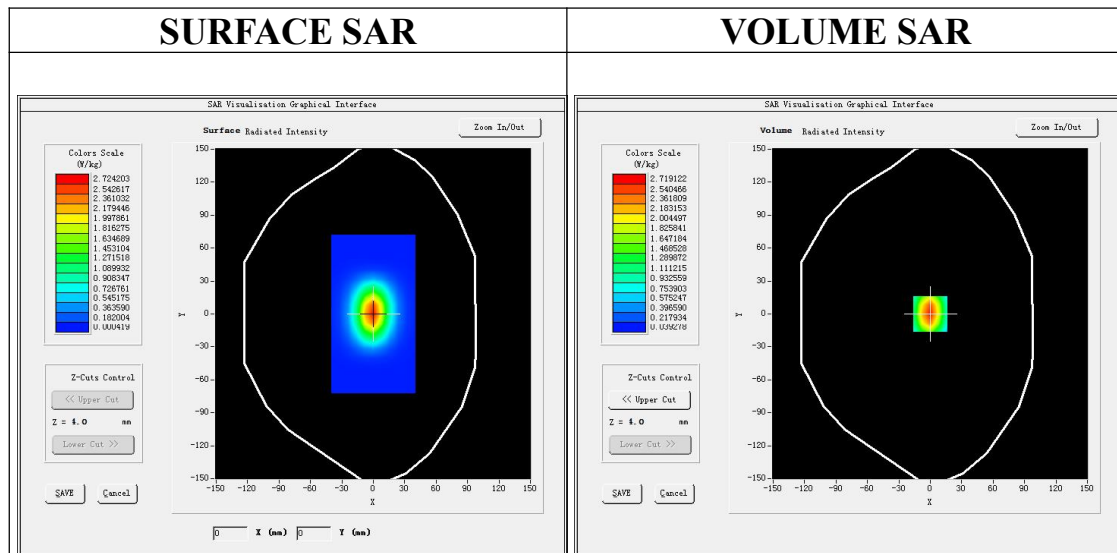 SURFACE SAR
SAR Visualisation Graphical Interface
Surface Radiated Intensity
Zoom In/Out
Colors Scale
(W/kg)
2.724203
2.542617
2.361032
2.179446
1.997861
1.816275
1.634689
1.453104
1.271518
1.089932
0.908347
0.726761
0.545175
0.363590
0.182004
0.000419
Z-Cuts Control
<< Upper Cut
Z = 4.0 mm
Lower Cut >>
SAVE Cancel
150
120
90
60
30
0
-30
-60
-90
-120
-150
Y
-150 -120 -90 -60 -30 0 30 60 90 120 150
X
0 X (mm) 0 Y (mm)
VOLUME SAR
SAR Visualisation Graphical Interface
Volume Radiated Intensity
Zoom In/Out
Colors Scale
(W/kg)
2.719122
2.540466
2.361809
2.183153
2.004497
1.825841
1.647184
1.468528
1.289872
1.111215
0.932559
0.753903
0.575247
0.396590
0.217934
0.039278
Z-Cuts Control
<< Upper Cut
Z = 4.0 mm
Lower Cut >>
SAVE Cancel
150
120
90
60
30
0
-30
-60
-90
-120
-150
Y
-150 -120 -90 -60 -30 0 30 60 90 120 150
X